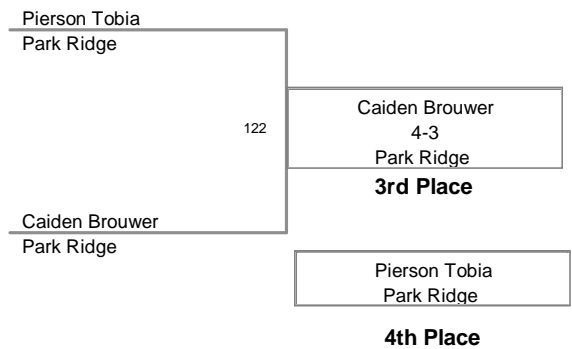 Pierson Tobia
Park Ridge
122
Caiden Brouwer
4-3
Park Ridge
3rd Place
Caiden Brouwer
Park Ridge
Pierson Tobia
Park Ridge
4th Place